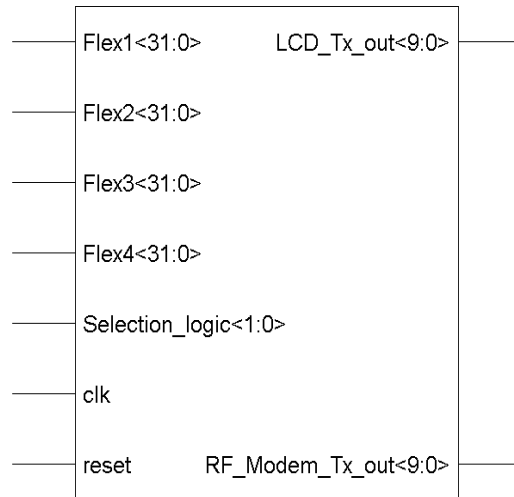 Flex1<31:0> LCD_Tx_out<9:0>
Flex2<31:0>
Flex3<31:0>
Flex4<31:0>
Selection_logic<1:0>
clk
reset RF_Modem_Tx_out<9:0>